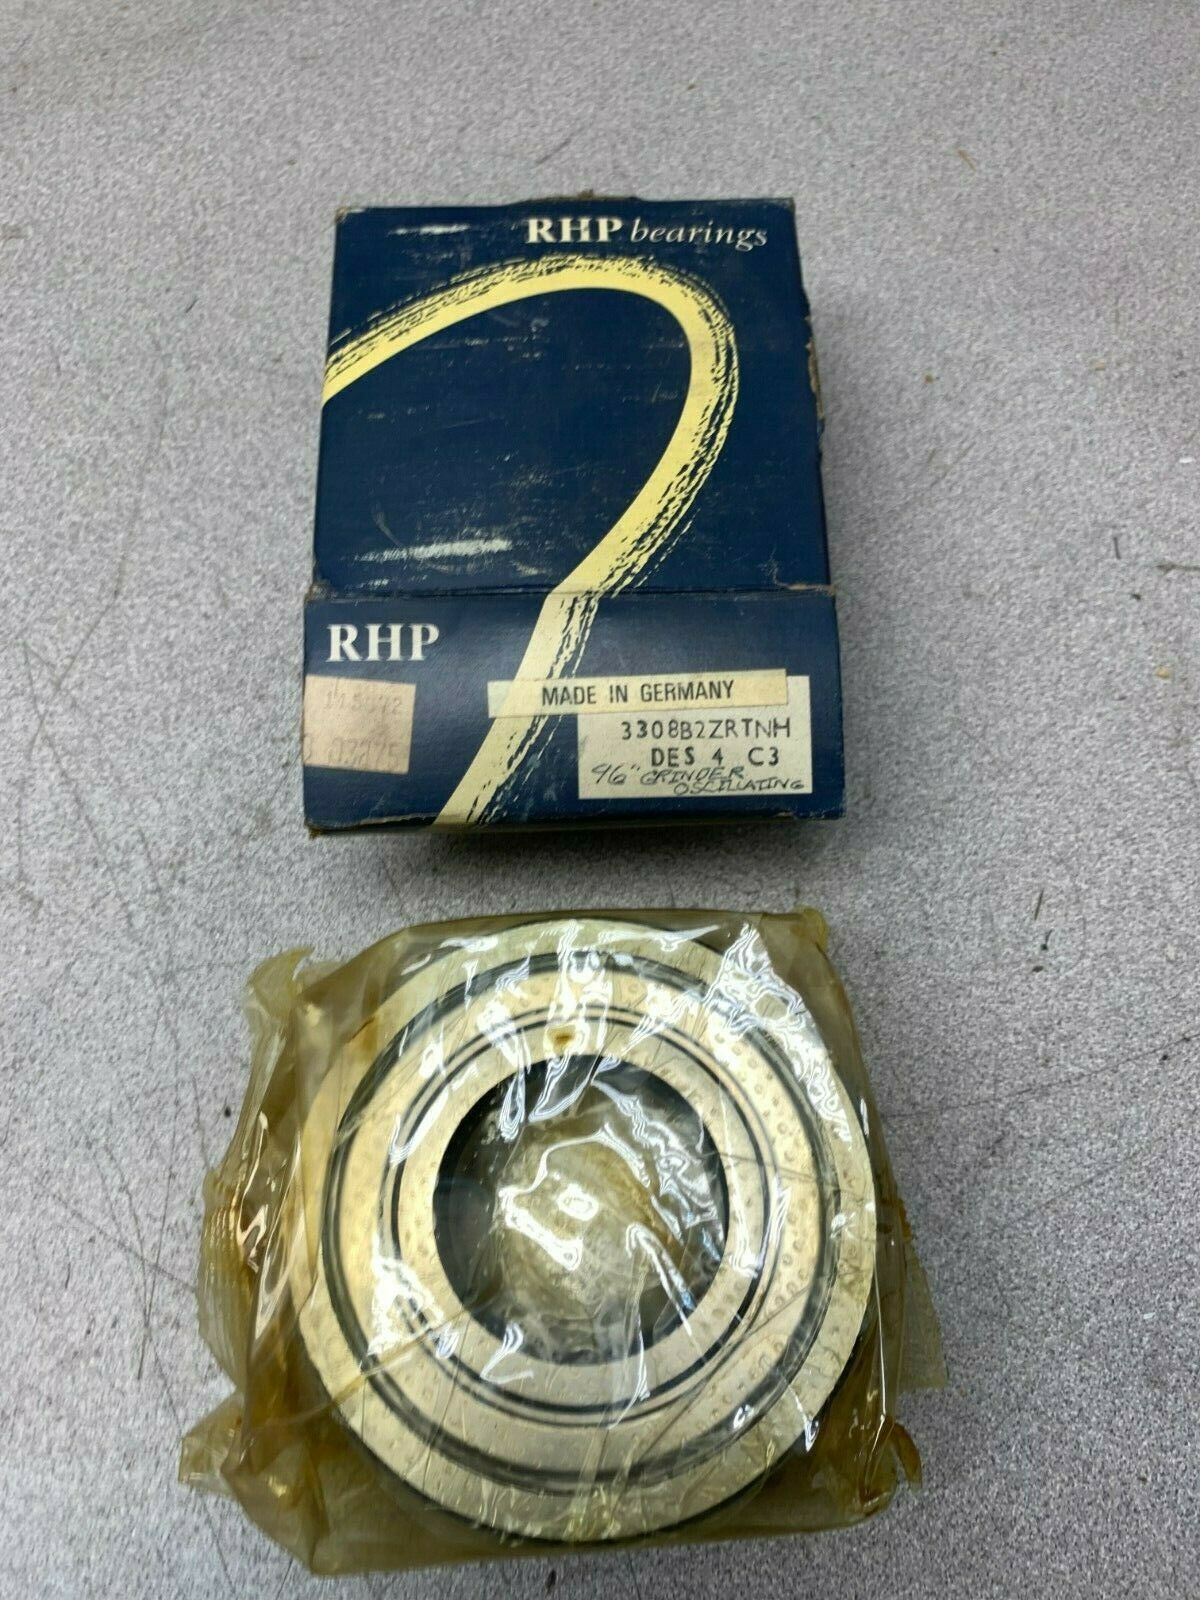 RHP bearings
RHP
MADE IN GERMANY
3308B2ZRTNH
DES 4 C3
96" GRINDER
OSCILLATING